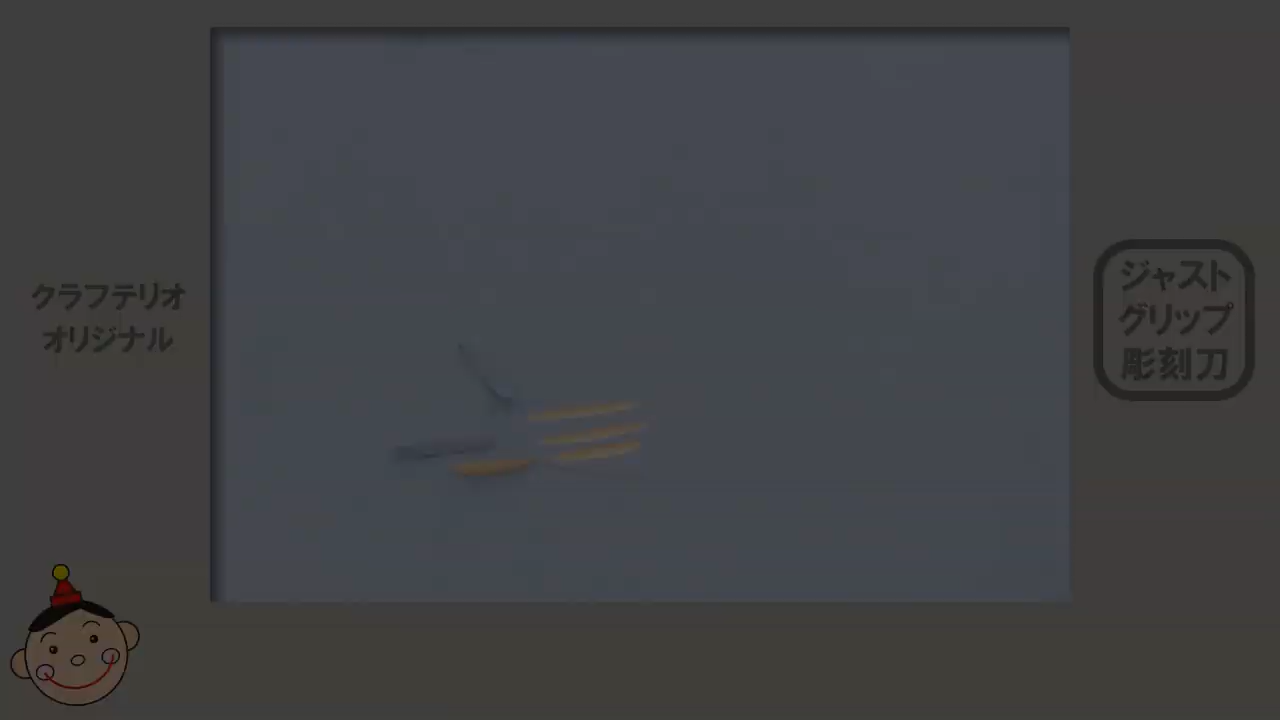 クラフテリオ
オリジナル
ジャスト
グリップ
彫刻刀